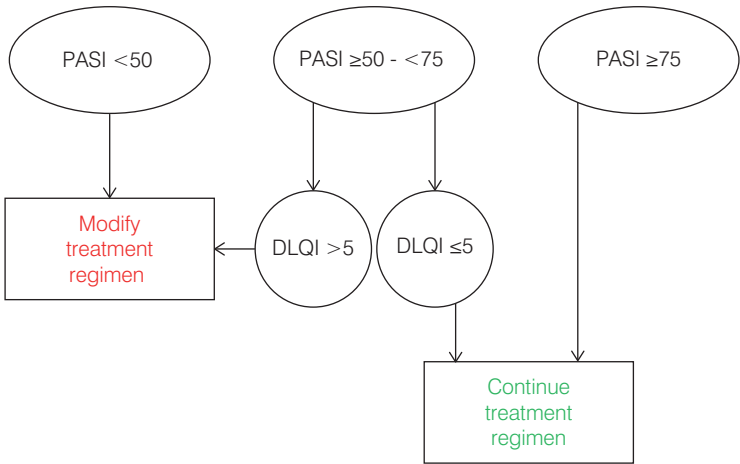 PASI <50
PASI ≥50 - <75
PASI ≥75
Modify
treatment
regimen
DLQI >5
DLQI ≤5
Continue
treatment
regimen